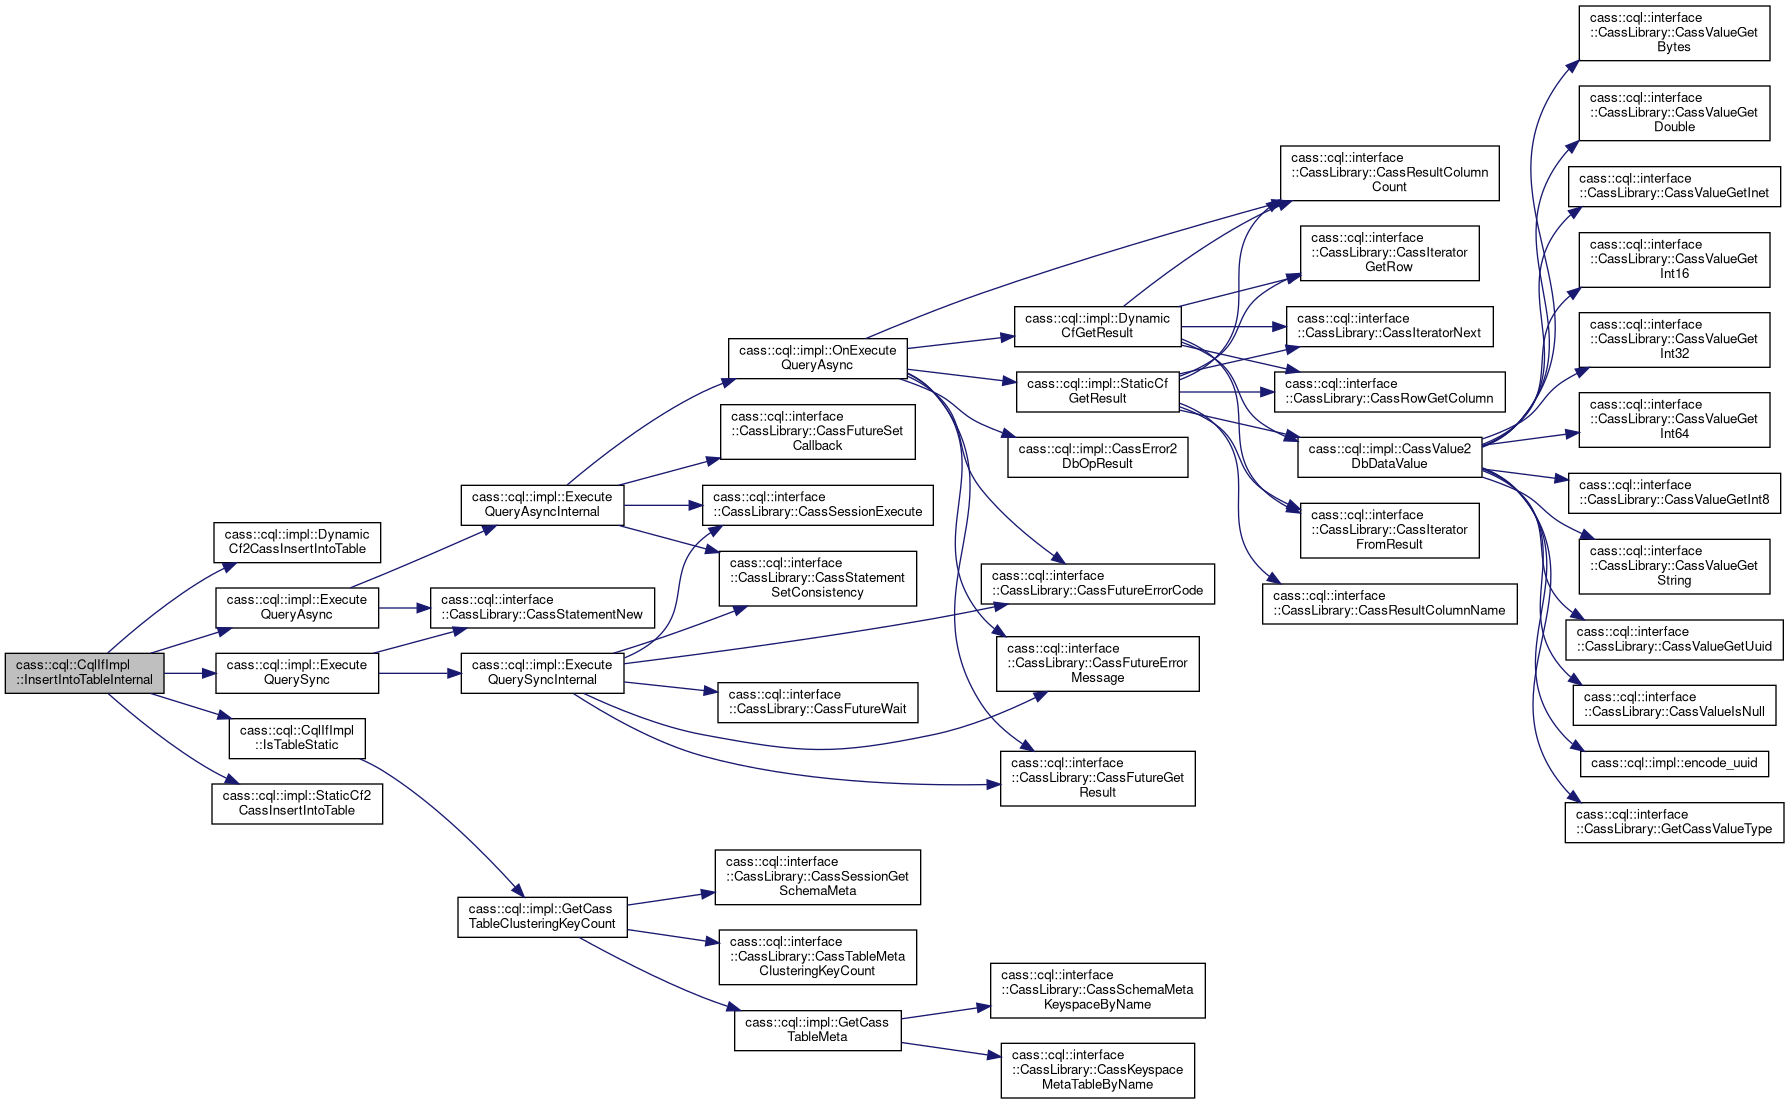 cass::cql::CqlIfImpl
::InsertIntoTableInternal
cass::cql::impl::Dynamic
Cf2CassInsertIntoTable
cass::cql::impl::Execute
QueryAsync
cass::cql::impl::Execute
QuerySync
cass::cql::CqlIfImpl
::IsTableStatic
cass::cql::impl::StaticCf2
CassInsertIntoTable
cass::cql::impl::Execute
QueryAsyncInternal
cass::cql::interface
::CassLibrary::CassStatementNew
cass::cql::impl::Execute
QuerySyncInternal
cass::cql::impl::GetCass
TableClusteringKeyCount
cass::cql::impl::OnExecute
QueryAsync
cass::cql::interface
::CassLibrary::CassFutureSet
Callback
cass::cql::interface
::CassLibrary::CassSessionExecute
cass::cql::interface
::CassLibrary::CassStatement
SetConsistency
cass::cql::interface
::CassLibrary::CassFutureWait
cass::cql::interface
::CassLibrary::CassSessionGet
SchemaMeta
cass::cql::interface
::CassLibrary::CassTableMeta
ClusteringKeyCount
cass::cql::impl::GetCass
TableMeta
cass::cql::impl::Dynamic
CfGetResult
cass::cql::impl::StaticCf
GetResult
cass::cql::impl::CassError2
DbOpResult
cass::cql::interface
::CassLibrary::CassFutureErrorCode
cass::cql::interface
::CassLibrary::CassFutureError
Message
cass::cql::interface
::CassLibrary::CassFutureGet
Result
cass::cql::interface
::CassLibrary::CassSchemaMeta
KeyspaceByName
cass::cql::interface
::CassLibrary::CassKeyspace
MetaTableByName
cass::cql::interface
::CassLibrary::CassResultColumn
Count
cass::cql::interface
::CassLibrary::CassIterator
GetRow
cass::cql::interface
::CassLibrary::CassIteratorNext
cass::cql::interface
::CassLibrary::CassRowGetColumn
cass::cql::impl::CassValue2
DbDataValue
cass::cql::interface
::CassLibrary::CassIterator
FromResult
cass::cql::interface
::CassLibrary::CassResultColumnName
cass::cql::interface
::CassLibrary::CassValueGet
Bytes
cass::cql::interface
::CassLibrary::CassValueGet
Double
cass::cql::interface
::CassLibrary::CassValueGetInet
cass::cql::interface
::CassLibrary::CassValueGet
Int16
cass::cql::interface
::CassLibrary::CassValueGet
Int32
cass::cql::interface
::CassLibrary::CassValueGet
Int64
cass::cql::interface
::CassLibrary::CassValueGetInt8
cass::cql::interface
::CassLibrary::CassValueGet
String
cass::cql::interface
::CassLibrary::CassValueGetUuid
cass::cql::interface
::CassLibrary::CassValueIsNull
cass::cql::impl::encode_uuid
cass::cql::interface
::CassLibrary::GetCassValueType